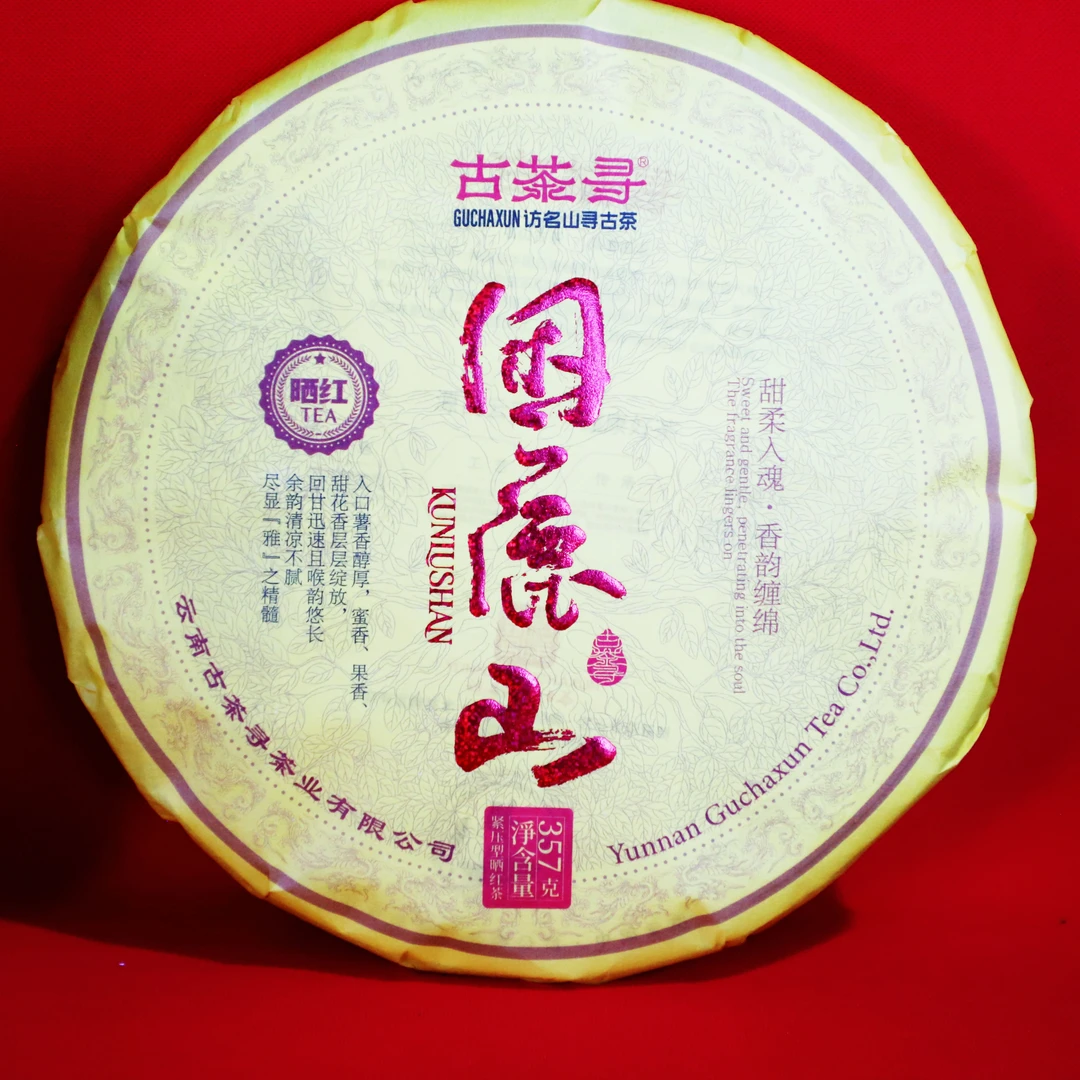 古茶寻®
GUCHAXUN 访名山寻古茶
困鹿山
KUNLUSHAN
晒红
TEA
甜柔入魂·香韵缠绵
Sweet and gentle, penetrating into the soul
The fragrance lingers on
入口薯香醇厚，蜜香、果香、
甜花香层层绽放，
回甘迅速且喉韵悠长
余韵清凉不腻
尽显『雅』之精髓
古茶寻
357克
淨含量
紧压型晒红茶
云南古茶寻茶业有限公司
Yunnan Guchaxun Tea Co.,Ltd.